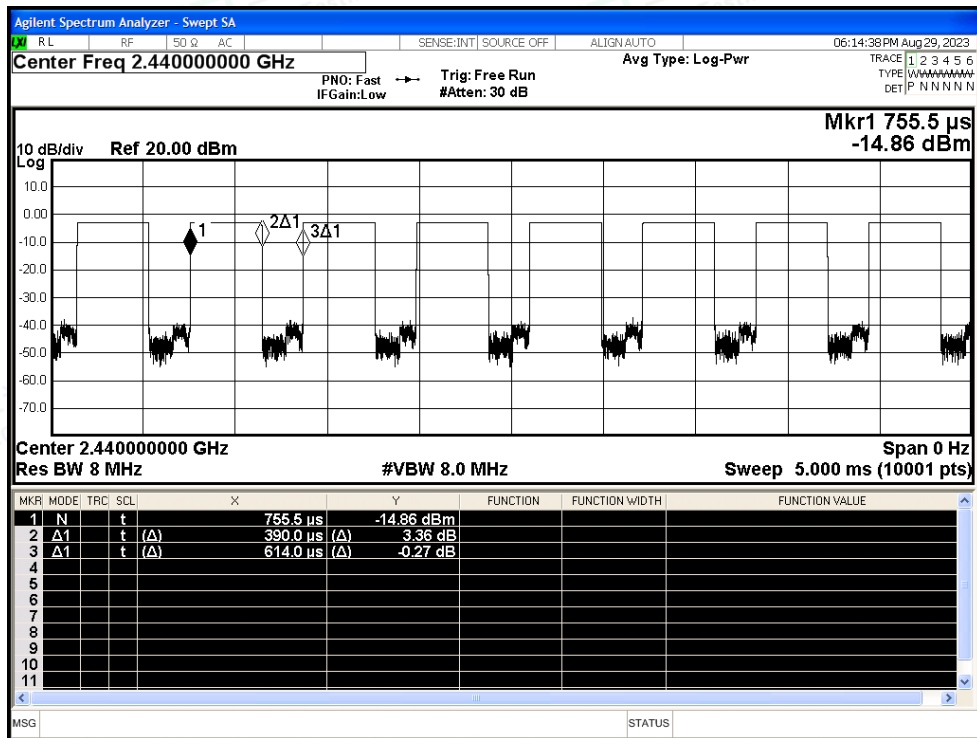 Agilent Spectrum Analyzer - Swept SA
LXI RL RF 50 Ω AC SENSE:INT SOURCE OFF ALIGN AUTO 06:14:38 PM Aug 29, 2023
Center Freq 2.440000000 GHz
PNO: Fast
IFGain:Low
Trig: Free Run
#Atten: 30 dB
Avg Type: Log-Pwr
TRACE 1 2 3 4 5 6
TYPE W
DET P N N N N N
Mkr1 755.5 µs
-14.86 dBm
10 dB/div Ref 20.00 dBm
Log
10.0
0.00
-10.0
-20.0
-30.0
-40.0
-50.0
-60.0
-70.0
1
2Δ1
3Δ1
Center 2.440000000 GHz Span 0 Hz
Res BW 8 MHz #VBW 8.0 MHz Sweep 5.000 ms (10001 pts)
MKR MODE TRC SCL X Y FUNCTION FUNCTION WIDTH FUNCTION VALUE
1 N t 755.5 µs -14.86 dBm
2 Δ1 t (Δ) 390.0 µs (Δ) 3.36 dB
3 Δ1 t (Δ) 614.0 µs (Δ) -0.27 dB
4
5
6
7
8
9
10
11
MSG STATUS